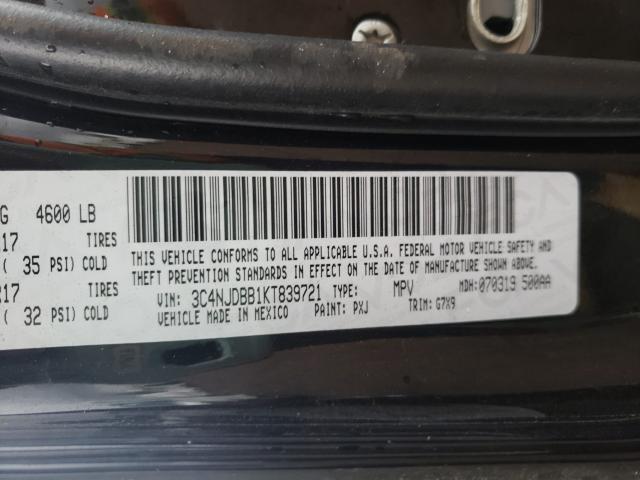 G 4600 LB
17 TIRES
( 35 PSI) COLD
R17 TIRES
( 32 PSI) COLD
THIS VEHICLE CONFORMS TO ALL APPLICABLE U.S.A. FEDERAL MOTOR VEHICLE SAFETY AND
THEFT PREVENTION STANDARDS IN EFFECT ON THE DATE OF MANUFACTURE SHOWN ABOVE.
VIN: 3C4NJDBB1KT839721 TYPE: MPV MDH: 070319 500AA
VEHICLE MADE IN MEXICO PAINT: PXJ TRIM: G7X9